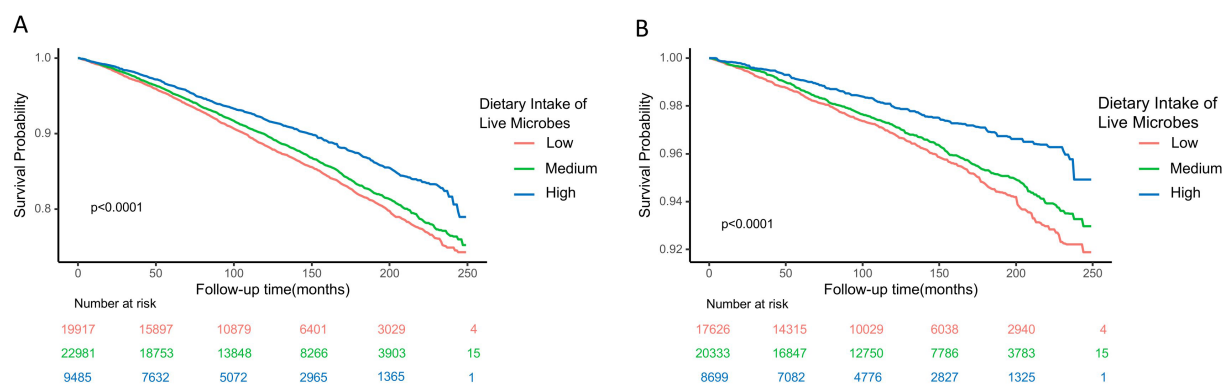 A
Survival Probability
1.0
0.9
0.8
p<0.0001
0 50 100 150 200 250
Follow-up time(months)
Dietary Intake of
Live Microbes
Low
Medium
High
Number at risk
19917 15897 10879 6401 3029 4
22981 18753 13848 8266 3903 15
9485 7632 5072 2965 1365 1
B
Survival Probability
1.00
0.98
0.96
0.94
0.92
p<0.0001
0 50 100 150 200 250
Follow-up time(months)
Dietary Intake of
Live Microbes
Low
Medium
High
Number at risk
17626 14315 10029 6038 2940 4
20333 16847 12750 7786 3783 15
8699 7082 4776 2827 1325 1